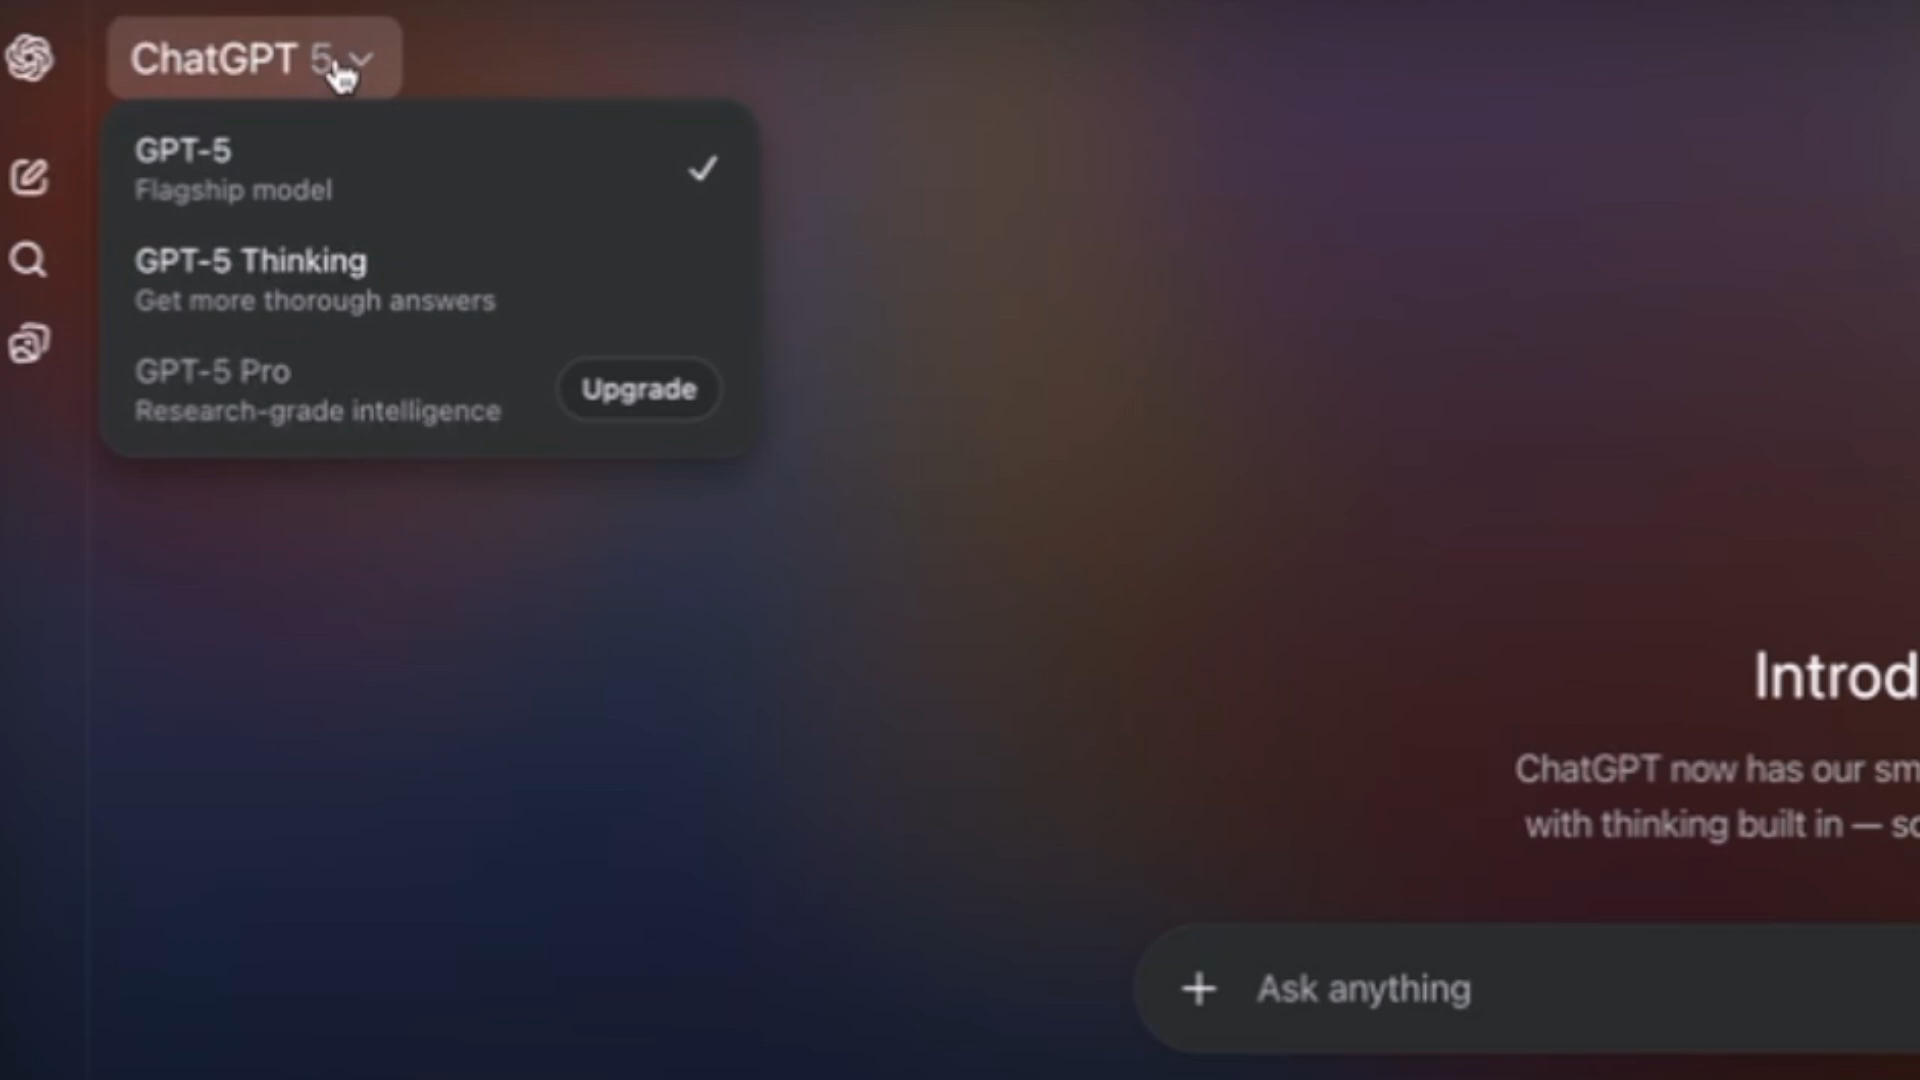 ChatGPT 5
GPT-5
Flagship model
GPT-5 Thinking
Get more thorough answers
GPT-5 Pro
Research-grade intelligence
Upgrade
Introd
ChatGPT now has our sm
with thinking built in — so
Ask anything